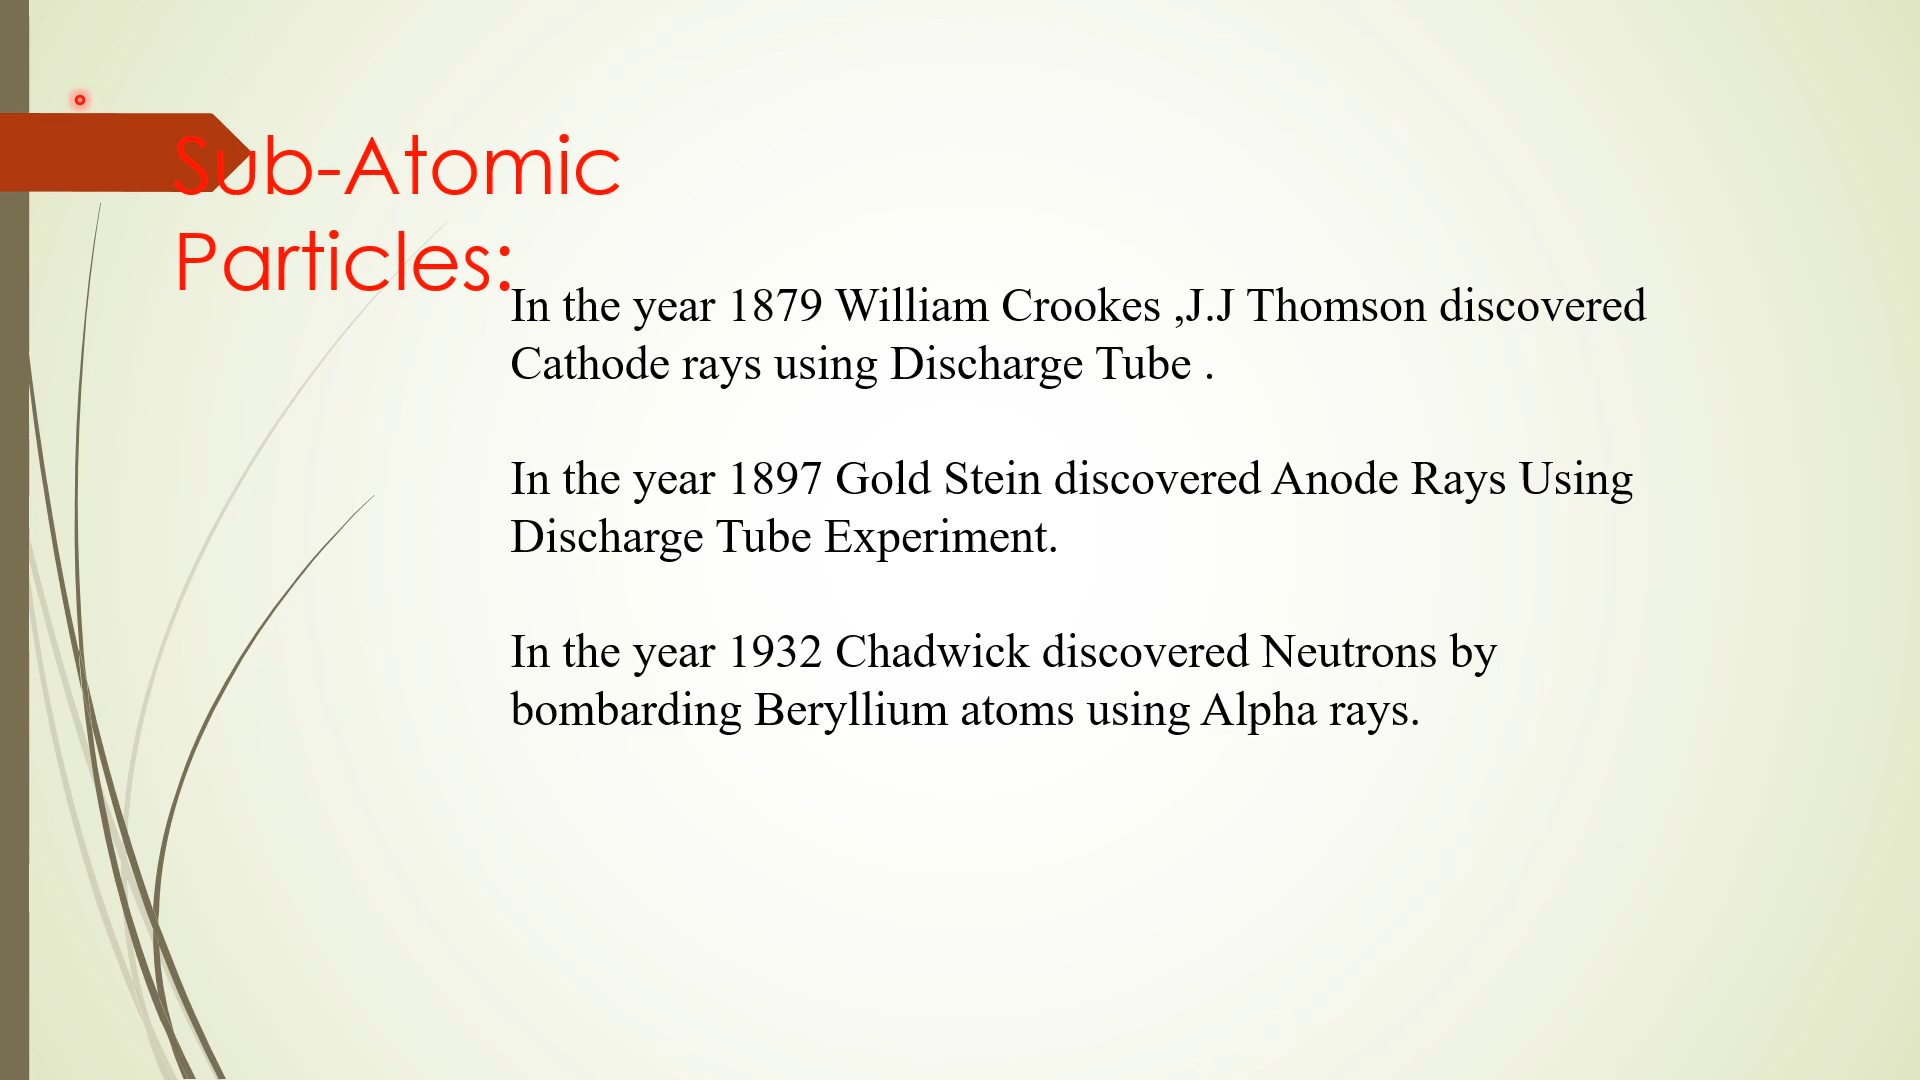 Sub-Atomic
Particles:
In the year 1879 William Crookes ,J.J Thomson discovered
Cathode rays using Discharge Tube .
In the year 1897 Gold Stein discovered Anode Rays Using
Discharge Tube Experiment.
In the year 1932 Chadwick discovered Neutrons by
bombarding Beryllium atoms using Alpha rays.